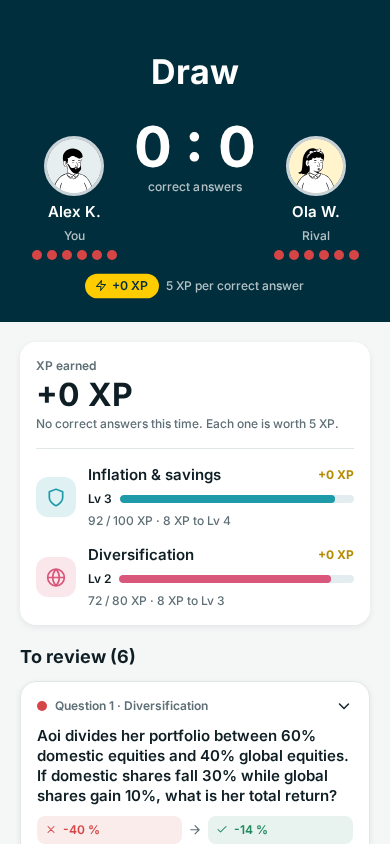 Draw
0 : 0
correct answers
Alex K.
You
Ola W.
Rival
+0 XP
5 XP per correct answer
XP earned
+0 XP
No correct answers this time. Each one is worth 5 XP.
Inflation & savings
+0 XP
Lv 3
92 / 100 XP · 8 XP to Lv 4
Diversification
+0 XP
Lv 2
72 / 80 XP · 8 XP to Lv 3
To review (6)
Question 1 · Diversification
Aoi divides her portfolio between 60%
domestic equities and 40% global equities.
If domestic shares fall 30% while global
shares gain 10%, what is her total return?
-40 %
-14 %